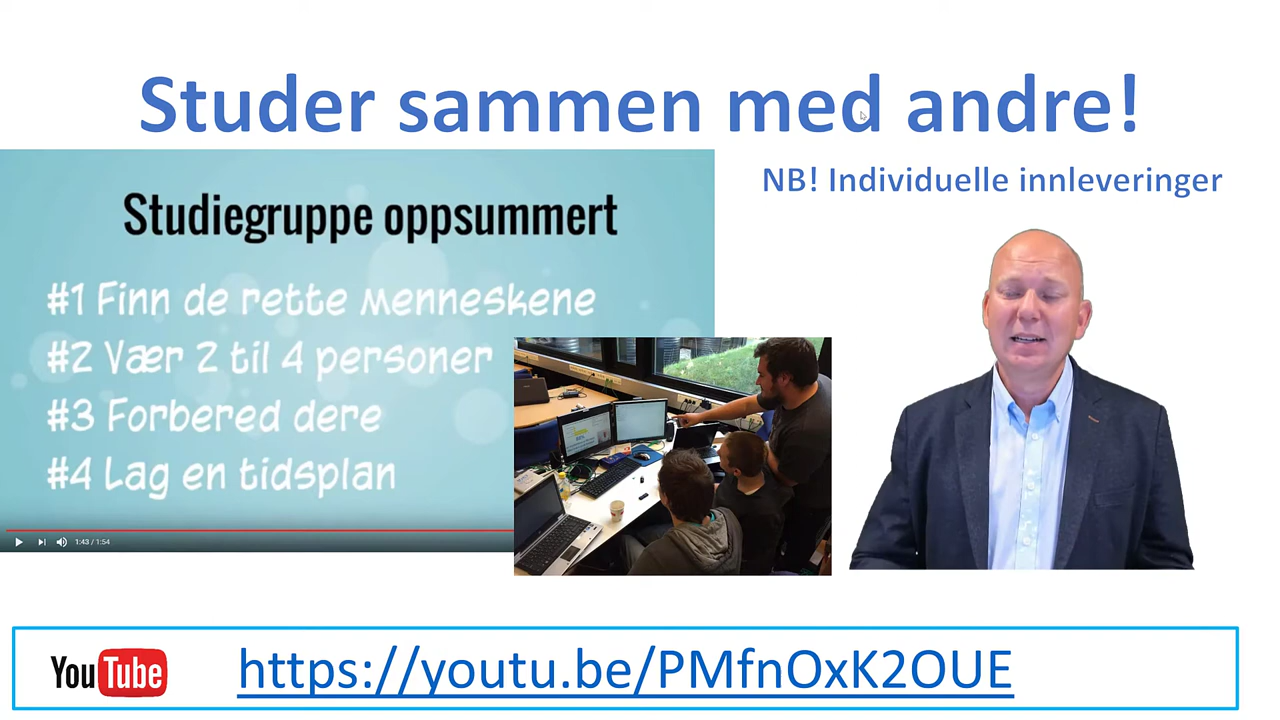 Studer sammen med andre!
NB! Individuelle innleveringer
Studiegruppe oppsummert
#1 Finn de rette menneskene
#2 Vær 2 til 4 personer
#3 Forbered dere
#4 Lag en tidsplan
1:43 / 1:54
YouTube
https://youtu.be/PMfnOxK2OUE